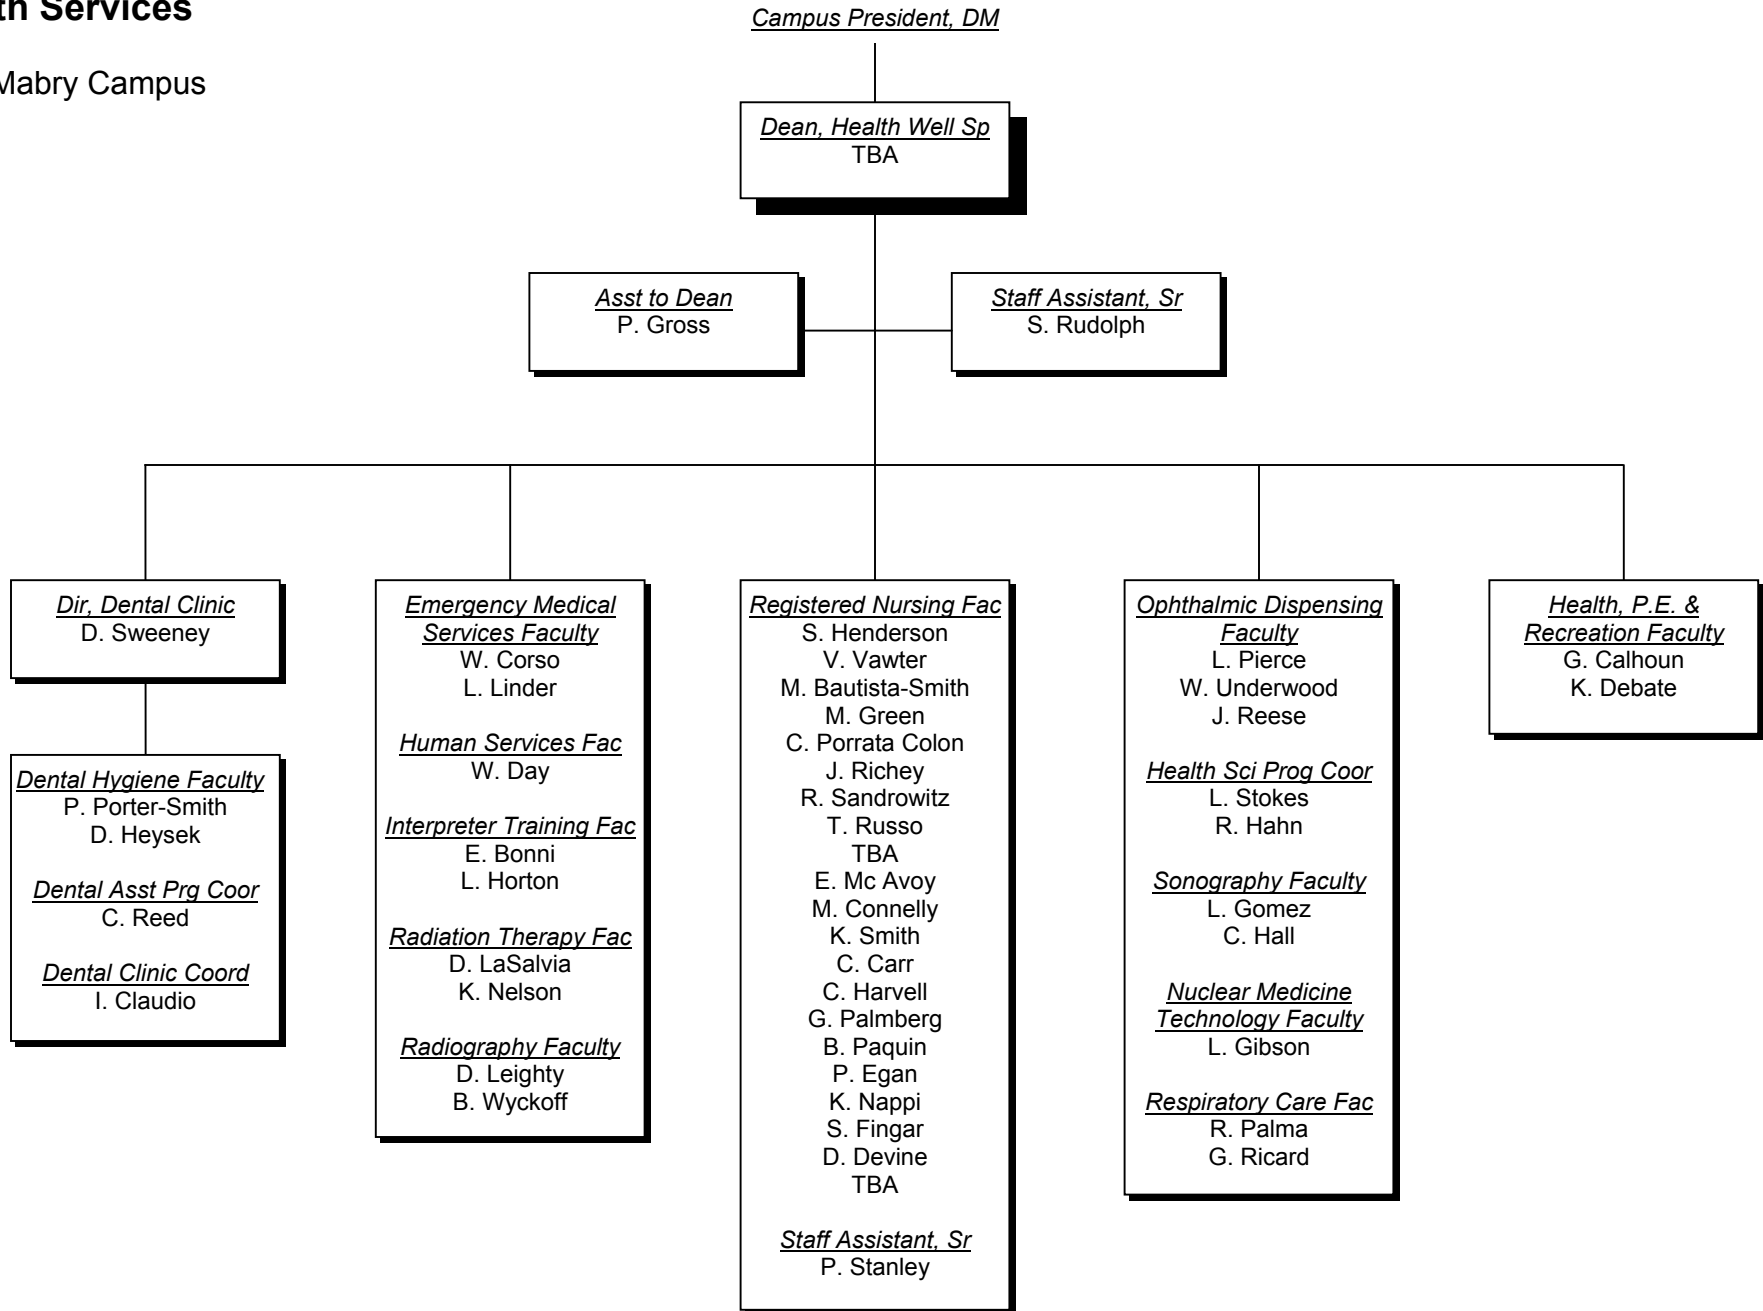 th Services
Mabry Campus
Campus President, DM
Dean, Health Well Sp
TBA
Asst to Dean
P. Gross
Staff Assistant, Sr
S. Rudolph
Dir, Dental Clinic
D. Sweeney
Dental Hygiene Faculty
P. Porter-Smith
D. Heysek
Dental Asst Prg Coor
C. Reed
Dental Clinic Coord
I. Claudio
Emergency Medical
Services Faculty
W. Corso
L. Linder
Human Services Fac
W. Day
Interpreter Training Fac
E. Bonni
L. Horton
Radiation Therapy Fac
D. LaSalvia
K. Nelson
Radiography Faculty
D. Leighty
B. Wyckoff
Registered Nursing Fac
S. Henderson
V. Vawter
M. Bautista-Smith
M. Green
C. Porrata Colon
J. Richey
R. Sandrowitz
T. Russo
TBA
E. Mc Avoy
M. Connelly
K. Smith
C. Carr
C. Harvell
G. Palmberg
B. Paquin
P. Egan
K. Nappi
S. Fingar
D. Devine
TBA
Staff Assistant, Sr
P. Stanley
Ophthalmic Dispensing
Faculty
L. Pierce
W. Underwood
J. Reese
Health Sci Prog Coor
L. Stokes
R. Hahn
Sonography Faculty
L. Gomez
C. Hall
Nuclear Medicine
Technology Faculty
L. Gibson
Respiratory Care Fac
R. Palma
G. Ricard
Health, P.E. &
Recreation Faculty
G. Calhoun
K. Debate